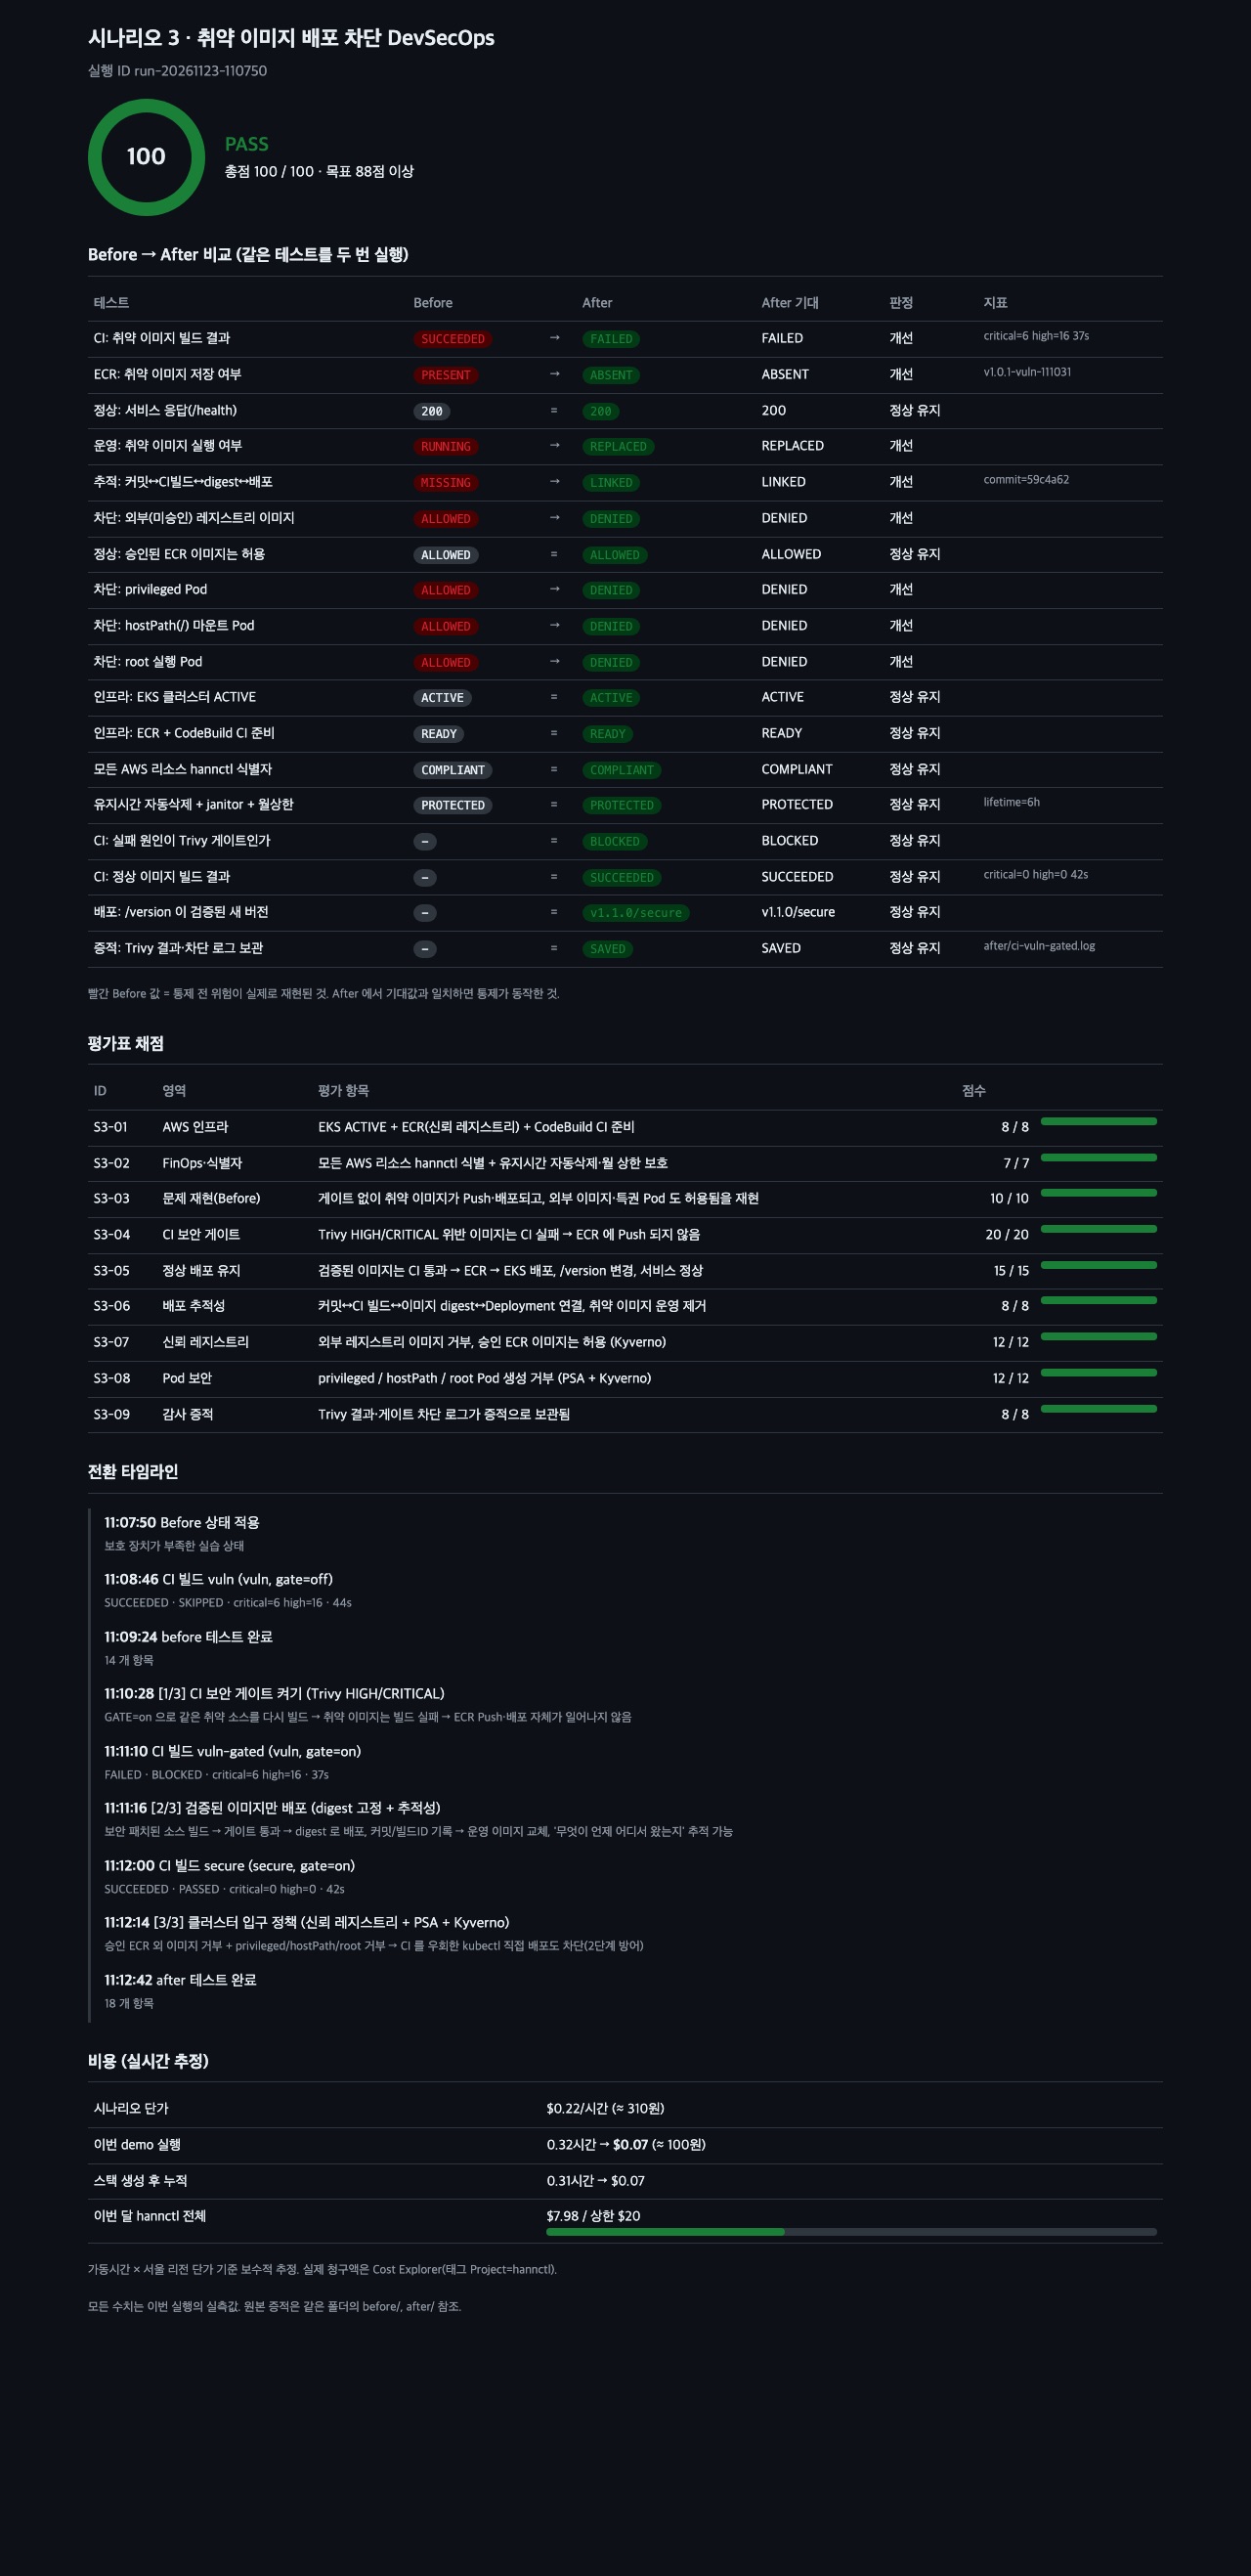 시나리오 3 · 취약 이미지 배포 차단 DevSecOps
실행 ID run-20261123-110750
100
PASS
총점 100 / 100 · 목표 88점 이상
Before → After 비교 (같은 테스트를 두 번 실행)
테스트 Before After After 기대 판정 지표
CI: 취약 이미지 빌드 결과 SUCCEEDED → FAILED FAILED 개선 critical=6 high=16 37s
ECR: 취약 이미지 저장 여부 PRESENT → ABSENT ABSENT 개선 v1.0.1-vuln-111031
정상: 서비스 응답(/health) 200 = 200 200 정상 유지
운영: 취약 이미지 실행 여부 RUNNING → REPLACED REPLACED 개선
추적: 커밋↔CI빌드↔digest↔배포 MISSING → LINKED LINKED 개선 commit=59c4a62
차단: 외부(미승인) 레지스트리 이미지 ALLOWED → DENIED DENIED 개선
정상: 승인된 ECR 이미지는 허용 ALLOWED = ALLOWED ALLOWED 정상 유지
차단: privileged Pod ALLOWED → DENIED DENIED 개선
차단: hostPath(/) 마운트 Pod ALLOWED → DENIED DENIED 개선
차단: root 실행 Pod ALLOWED → DENIED DENIED 개선
인프라: EKS 클러스터 ACTIVE ACTIVE = ACTIVE ACTIVE 정상 유지
인프라: ECR + CodeBuild CI 준비 READY = READY READY 정상 유지
모든 AWS 리소스 hannctl 식별자 COMPLIANT = COMPLIANT COMPLIANT 정상 유지
유지시간 자동삭제 + janitor + 월상한 PROTECTED = PROTECTED PROTECTED 정상 유지 lifetime=6h
CI: 실패 원인이 Trivy 게이트인가 – = BLOCKED BLOCKED 정상 유지
CI: 정상 이미지 빌드 결과 – = SUCCEEDED SUCCEEDED 정상 유지 critical=0 high=0 42s
배포: /version 이 검증된 새 버전 – = v1.1.0/secure v1.1.0/secure 정상 유지
증적: Trivy 결과·차단 로그 보관 – = SAVED SAVED 정상 유지 after/ci-vuln-gated.log
빨간 Before 값 = 통제 전 위험이 실제로 재현된 것. After 에서 기대값과 일치하면 통제가 동작한 것.
평가표 채점
ID 영역 평가 항목 점수
S3-01 AWS 인프라 EKS ACTIVE + ECR(신뢰 레지스트리) + CodeBuild CI 준비 8 / 8
S3-02 FinOps·식별자 모든 AWS 리소스 hannctl 식별 + 유지시간 자동삭제·월 상한 보호 7 / 7
S3-03 문제 재현(Before) 게이트 없이 취약 이미지가 Push·배포되고, 외부 이미지·특권 Pod 도 허용됨을 재현 10 / 10
S3-04 CI 보안 게이트 Trivy HIGH/CRITICAL 위반 이미지는 CI 실패 → ECR 에 Push 되지 않음 20 / 20
S3-05 정상 배포 유지 검증된 이미지는 CI 통과 → ECR → EKS 배포, /version 변경, 서비스 정상 15 / 15
S3-06 배포 추적성 커밋↔CI 빌드↔이미지 digest↔Deployment 연결, 취약 이미지 운영 제거 8 / 8
S3-07 신뢰 레지스트리 외부 레지스트리 이미지 거부, 승인 ECR 이미지는 허용 (Kyverno) 12 / 12
S3-08 Pod 보안 privileged / hostPath / root Pod 생성 거부 (PSA + Kyverno) 12 / 12
S3-09 감사 증적 Trivy 결과·게이트 차단 로그가 증적으로 보관됨 8 / 8
전환 타임라인
11:07:50 Before 상태 적용
보호 장치가 부족한 실습 상태
11:08:46 CI 빌드 vuln (vuln, gate=off)
SUCCEEDED · SKIPPED · critical=6 high=16 · 44s
11:09:24 before 테스트 완료
14 개 항목
11:10:28 [1/3] CI 보안 게이트 켜기 (Trivy HIGH/CRITICAL)
GATE=on 으로 같은 취약 소스를 다시 빌드 → 취약 이미지는 빌드 실패 → ECR Push·배포 자체가 일어나지 않음
11:11:10 CI 빌드 vuln-gated (vuln, gate=on)
FAILED · BLOCKED · critical=6 high=16 · 37s
11:11:16 [2/3] 검증된 이미지만 배포 (digest 고정 + 추적성)
보안 패치된 소스 빌드 → 게이트 통과 → digest 로 배포, 커밋/빌드ID 기록 → 운영 이미지 교체, '무엇이 언제 어디서 왔는지' 추적 가능
11:12:00 CI 빌드 secure (secure, gate=on)
SUCCEEDED · PASSED · critical=0 high=0 · 42s
11:12:14 [3/3] 클러스터 입구 정책 (신뢰 레지스트리 + PSA + Kyverno)
승인 ECR 외 이미지 거부 + privileged/hostPath/root 거부 → CI 를 우회한 kubectl 직접 배포도 차단(2단계 방어)
11:12:42 after 테스트 완료
18 개 항목
비용 (실시간 추정)
시나리오 단가 $0.22/시간 (≈ 310원)
이번 demo 실행 0.32시간 → $0.07 (≈ 100원)
스택 생성 후 누적 0.31시간 → $0.07
이번 달 hannctl 전체 $7.98 / 상한 $20
가동시간 × 서울 리전 단가 기준 보수적 추정. 실제 청구액은 Cost Explorer(태그 Project=hannctl).
모든 수치는 이번 실행의 실측값. 원본 증적은 같은 폴더의 before/, after/ 참조.